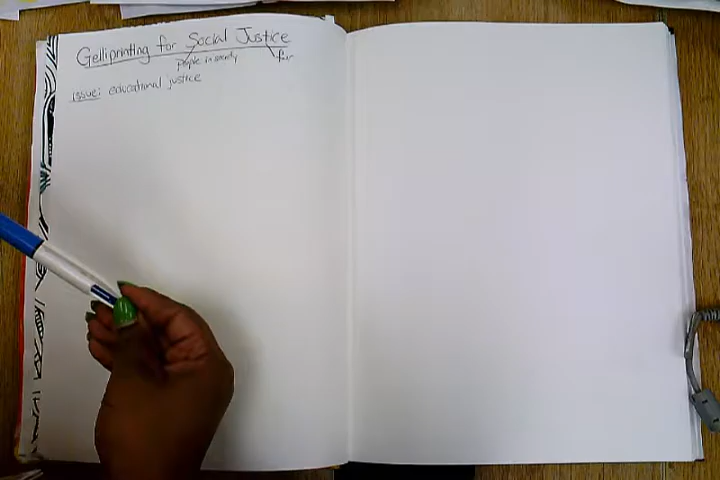 Gelliprinting for Social Justice
people in society fair
issue: educational justice